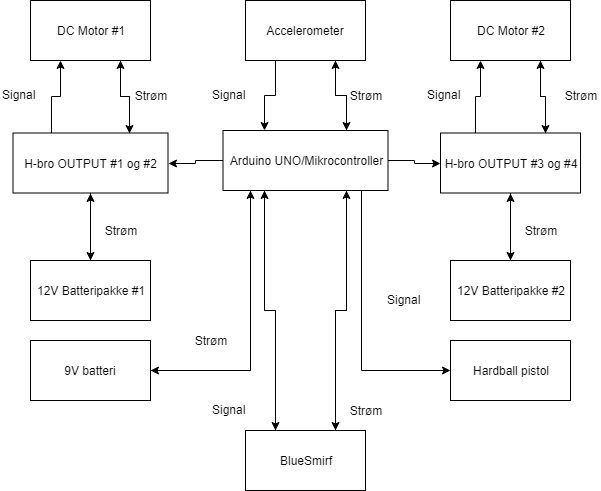 DC Motor #1
Accelerometer
DC Motor #2
Signal
Strøm
Signal
Strøm
Signal
Strøm
H-bro OUTPUT #1 og #2
Arduino UNO/Mikrocontroller
H-bro OUTPUT #3 og #4
Strøm
Strøm
12V Batteripakke #1
12V Batteripakke #2
Signal
Strøm
9V batteri
Hardball pistol
Signal
Strøm
BlueSmirf